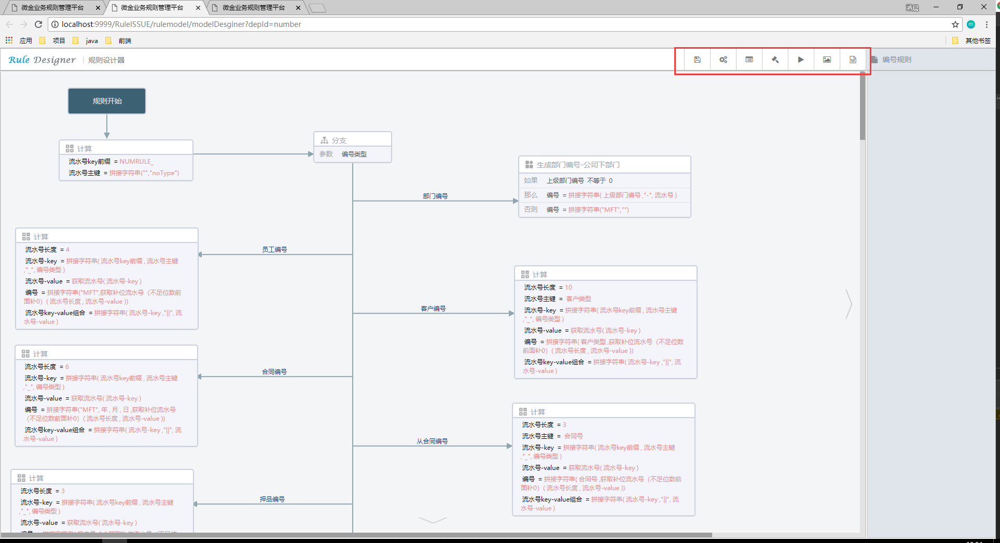 微金业务规则管理平台
微金业务规则管理平台
微金业务规则管理平台
涵晨
localhost:9999/RuleISSUE/rulemodel/modelDesginer?depId=number
应用
项目
java
前端
其他书签
Rule Designer
规则设计器
编号规则
规则开始
计算
流水号key前缀 = NUMRULE_
流水号主键 = 拼接字符串("","noType")
分支
参数 编号类型
生成部门编号-公司下部门
如果 上级部门编号 不等于 0
那么 编号 = 拼接字符串( 上级部门编号 ,"-", 流水号 )
否则 编号 = 拼接字符串("MFT","")
部门编号
员工编号
计算
流水号长度 = 4
流水号-key = 拼接字符串( 流水号key前缀 , 流水号主键
,"_", 编号类型 )
流水号-value = 获取流水号( 流水号-key )
编号 = 拼接字符串("MFT",获取补位流水号（不足位数前
面补0）( 流水号长度 , 流水号-value ))
流水号key-value组合 = 拼接字符串( 流水号-key ,"||", 流
水号-value )
客户编号
计算
流水号长度 = 10
流水号主键 = 客户类型
流水号-key = 拼接字符串( 流水号key前缀 , 流水号主键
,"_", 编号类型 )
流水号-value = 获取流水号( 流水号-key )
编号 = 拼接字符串( 客户类型 ,获取补位流水号（不足位数
前面补0）( 流水号长度 , 流水号-value ))
流水号key-value组合 = 拼接字符串( 流水号-key ,"||", 流
水号-value )
合同编号
计算
流水号长度 = 6
流水号-key = 拼接字符串( 流水号key前缀 , 流水号主键
,"_", 编号类型 )
流水号-value = 获取流水号( 流水号-key )
编号 = 拼接字符串("MFT", 年 , 月 , 日 ,获取补位流水号
（不足位数前面补0）( 流水号长度 , 流水号-value ))
流水号key-value组合 = 拼接字符串( 流水号-key ,"||", 流
水号-value )
从合同编号
计算
流水号长度 = 3
流水号主键 = 合同号
流水号-key = 拼接字符串( 流水号key前缀 , 流水号主键
,"_", 编号类型 )
流水号-value = 获取流水号( 流水号-key )
编号 = 拼接字符串( 合同号 ,获取补位流水号（不足位数前
面补0）( 流水号长度 , 流水号-value ))
流水号key-value组合 = 拼接字符串( 流水号-key ,"||", 流
水号-value )
押品编号
计算
流水号长度 = 3
流水号-key = 拼接字符串( 流水号key前缀 , 流水号主键
,"_", 编号类型 )
流水号-value = 获取流水号( 流水号-key )